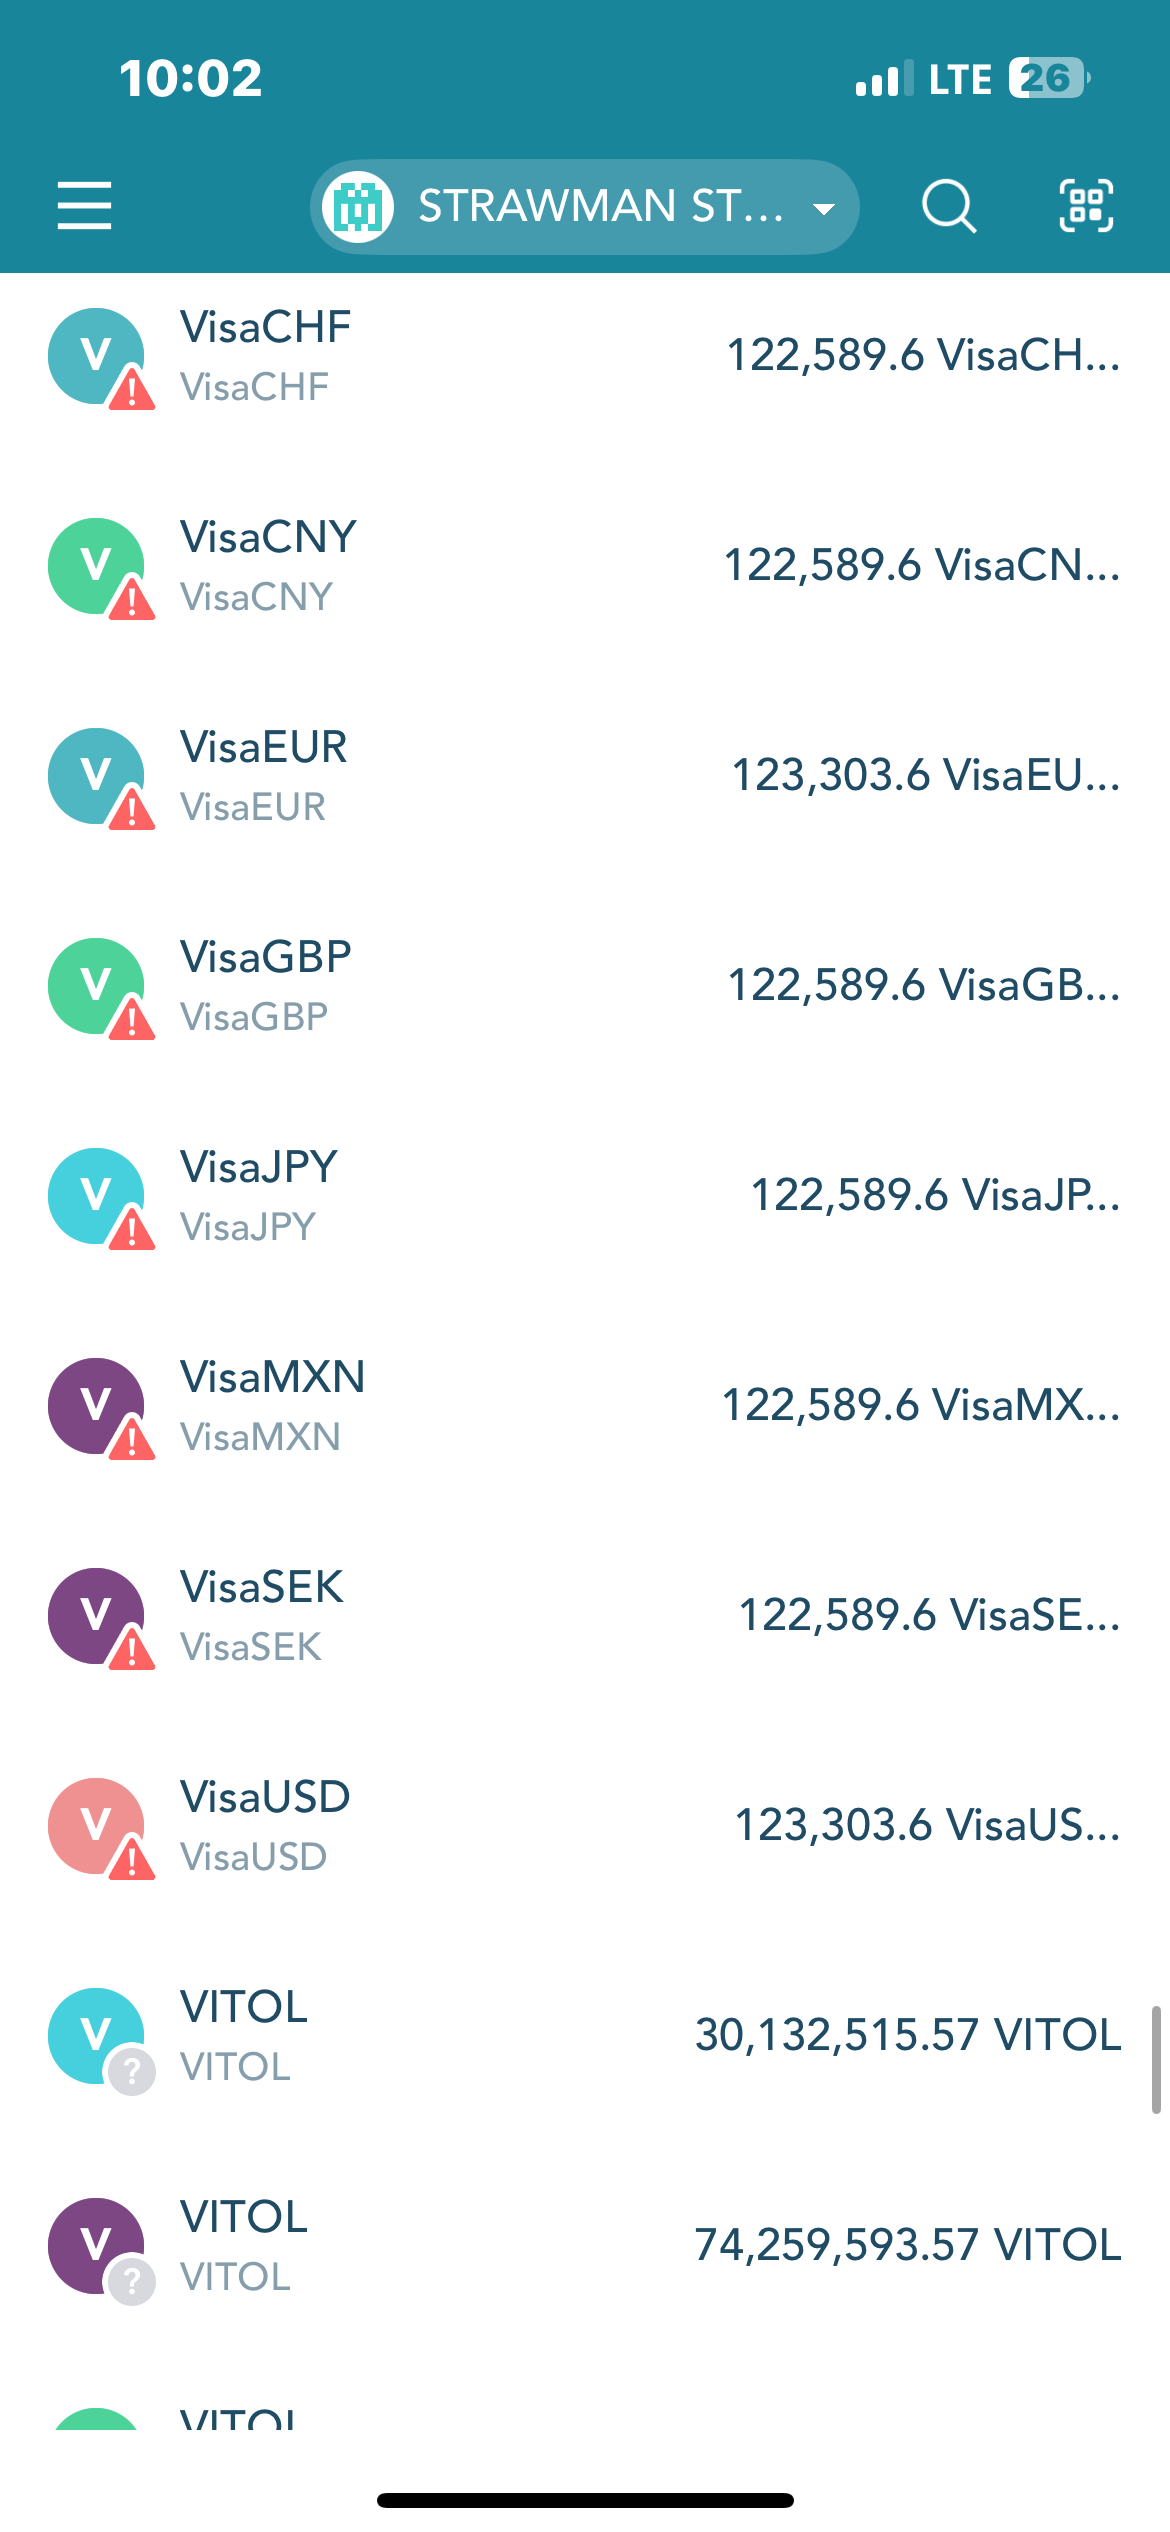 10:02
LTE 26
STRAWMAN ST...
V
VisaCHF
VisaCHF
122,589.6 VisaCH...
V
VisaCNY
VisaCNY
122,589.6 VisaCN...
V
VisaEUR
VisaEUR
123,303.6 VisaEU...
V
VisaGBP
VisaGBP
122,589.6 VisaGB...
V
VisaJPY
VisaJPY
122,589.6 VisaJP...
V
VisaMXN
VisaMXN
122,589.6 VisaMX...
V
VisaSEK
VisaSEK
122,589.6 VisaSE...
V
VisaUSD
VisaUSD
123,303.6 VisaUS...
V
?
VITOL
VITOL
30,132,515.57 VITOL
V
?
VITOL
VITOL
74,259,593.57 VITOL
VITOL